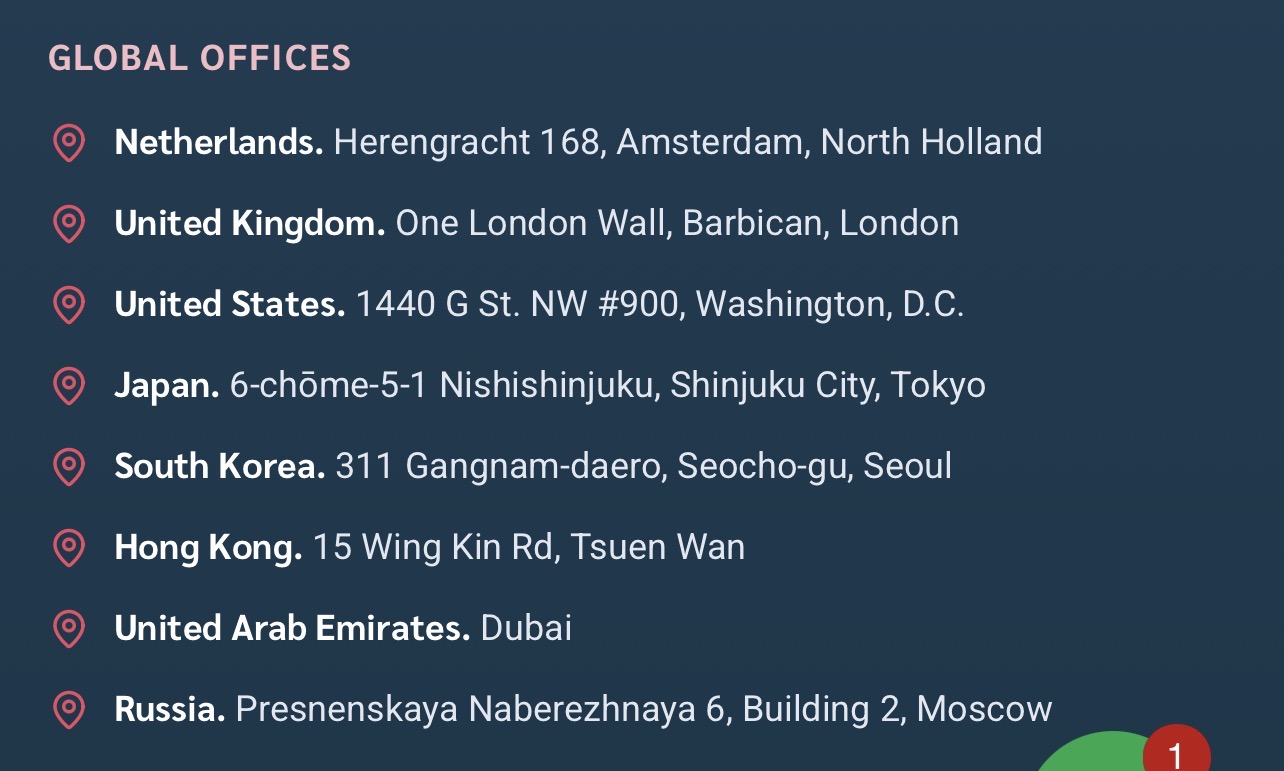 GLOBAL OFFICES
Netherlands. Herengracht 168, Amsterdam, North Holland
United Kingdom. One London Wall, Barbican, London
United States. 1440 G St. NW #900, Washington, D.C.
Japan. 6-chōme-5-1 Nishishinjuku, Shinjuku City, Tokyo
South Korea. 311 Gangnam-daero, Seocho-gu, Seoul
Hong Kong. 15 Wing Kin Rd, Tsuen Wan
United Arab Emirates. Dubai
Russia. Presnenskaya Naberezhnaya 6, Building 2, Moscow
1